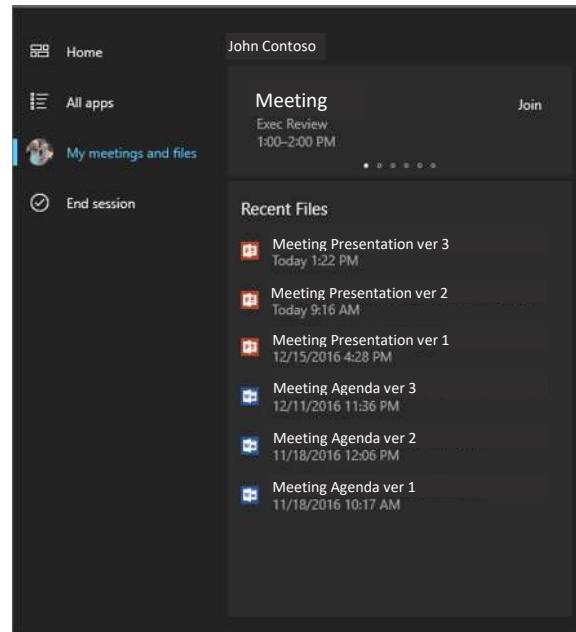 Home
All apps
My meetings and files
End session
John Contoso
Meeting
Join
Exec Review
1:00–2:00 PM
Recent Files
Meeting Presentation ver 3
Today 1:22 PM
Meeting Presentation ver 2
Today 9:16 AM
Meeting Presentation ver 1
12/15/2016 4:28 PM
Meeting Agenda ver 3
12/11/2016 11:36 PM
Meeting Agenda ver 2
11/18/2016 12:06 PM
Meeting Agenda ver 1
11/18/2016 10:17 AM